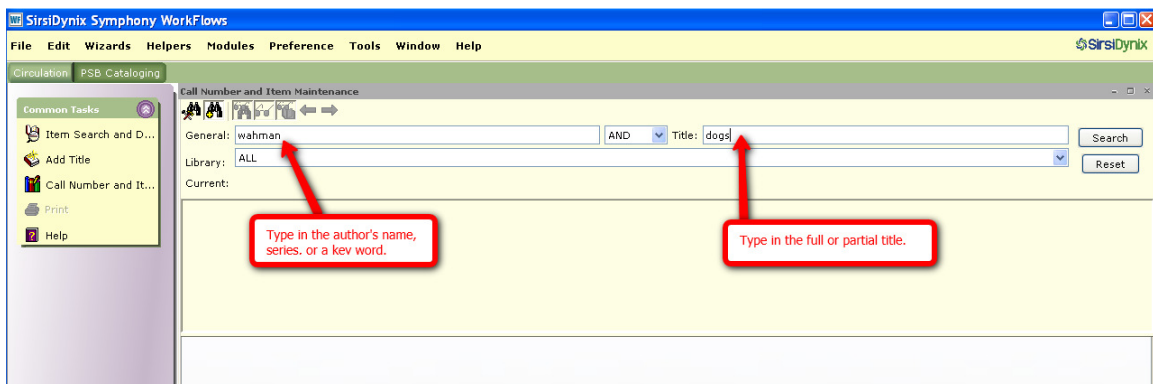 SirsiDynix Symphony WorkFlows
File Edit Wizards Helpers Modules Preference Tools Window Help
SirsiDynix
Circulation PSB Cataloging
Call Number and Item Maintenance
Common Tasks
Item Search and D...
Add Title
Call Number and It...
Print
Help
General: wahman AND Title: dogs Search
Library: ALL Reset
Current:
Type in the author's name,
series. or a kev word.
Type in the full or partial title.